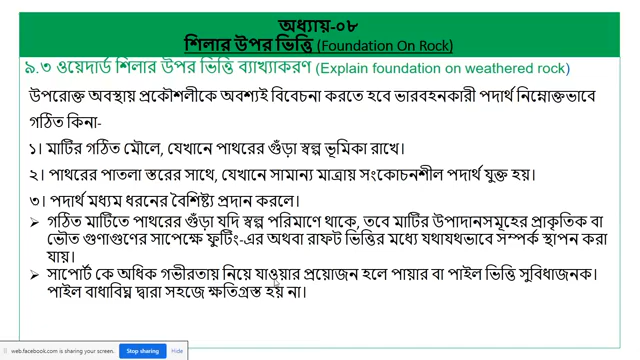 অধ্যায়-০৮
শিলার উপর ভিত্তি (Foundation On Rock)
৯.৩ ওয়েদার্ড শিলার উপর ভিত্তি ব্যাখ্যাকরণ (Explain foundation on weathered rock)
উপরোক্ত অবস্থায় প্রকৌশলীকে অবশ্যই বিবেচনা করতে হবে ভারবহনকারী পদার্থ নিম্নোক্তভাবে
গঠিত কিনা-
১। মাটির গঠিত মৌলে, যেখানে পাথরের গুঁড়া স্বল্প ভূমিকা রাখে।
২। পাথরের পাতলা স্তরের সাথে, যেখানে সামান্য মাত্রায় সংকোচনশীল পদার্থ যুক্ত হয়।
৩। পদার্থ মধ্যম ধরনের বৈশিষ্ট্য প্রদান করলে।
➢ গঠিত মাটিতে পাথরের গুঁড়া যদি স্বল্প পরিমাণে থাকে, তবে মাটির উপাদানসমূহের প্রাকৃতিক বা
ভৌত গুণাগুণের সাপেক্ষে ফুটিং-এর অথবা রাফট ভিত্তির মধ্যে যথাযথভাবে সম্পর্ক স্থাপন করা
যায়।
➢ সাপোর্ট কে অধিক গভীরতায় নিয়ে যাওয়ার প্রয়োজন হলে পায়ার বা পাইল ভিত্তি সুবিধাজনক।
পাইল বাধাবিঘ্ন দ্বারা সহজে ক্ষতিগ্রস্ত হয় না।
web.facebook.com is sharing your screen. Stop sharing Hide